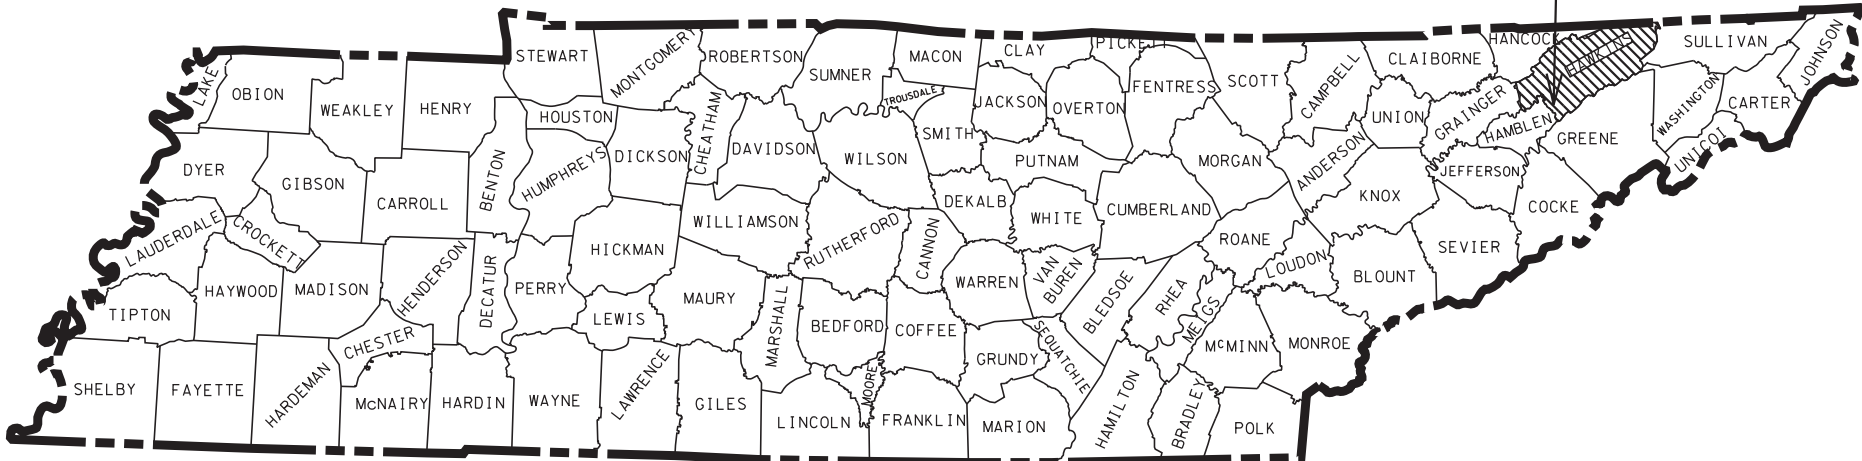 STEWART
MONTGOMERY
ROBERTSON
SUMNER
MACON
CLAY
PICKETT
HANCOCK
HAWKINS
SULLIVAN
JOHNSON
LAKE
OBION
WEAKLEY
HENRY
HOUSTON
CHEATHAM
TROUSDALE
JACKSON
OVERTON
FENTRESS
SCOTT
CAMPBELL
CLAIBORNE
UNION
GRAINGER
HAMBLEN
GREENE
WASHINGTON
CARTER
UNICOI
DYER
GIBSON
CARROLL
BENTON
HUMPHREYS
DICKSON
DAVIDSON
WILSON
SMITH
PUTNAM
MORGAN
ANDERSON
KNOX
JEFFERSON
COCKE
LAUDERDALE
CROCKETT
HICKMAN
WILLIAMSON
RUTHERFORD
CANNON
DEKALB
WHITE
CUMBERLAND
ROANE
LOUDON
BLOUNT
SEVIER
TIPTON
HAYWOOD
MADISON
HENDERSON
DECATUR
PERRY
LEWIS
MAURY
MARSHALL
BEDFORD
COFFEE
WARREN
VAN
BUREN
BLEDSOE
RHEA
MEIGS
McMINN
MONROE
CHESTER
GRUNDY
SEQUATCHIE
SHELBY
FAYETTE
HARDEMAN
McNAIRY
HARDIN
WAYNE
LAWRENCE
GILES
LINCOLN
MOORE
FRANKLIN
MARION
HAMILTON
BRADLEY
POLK